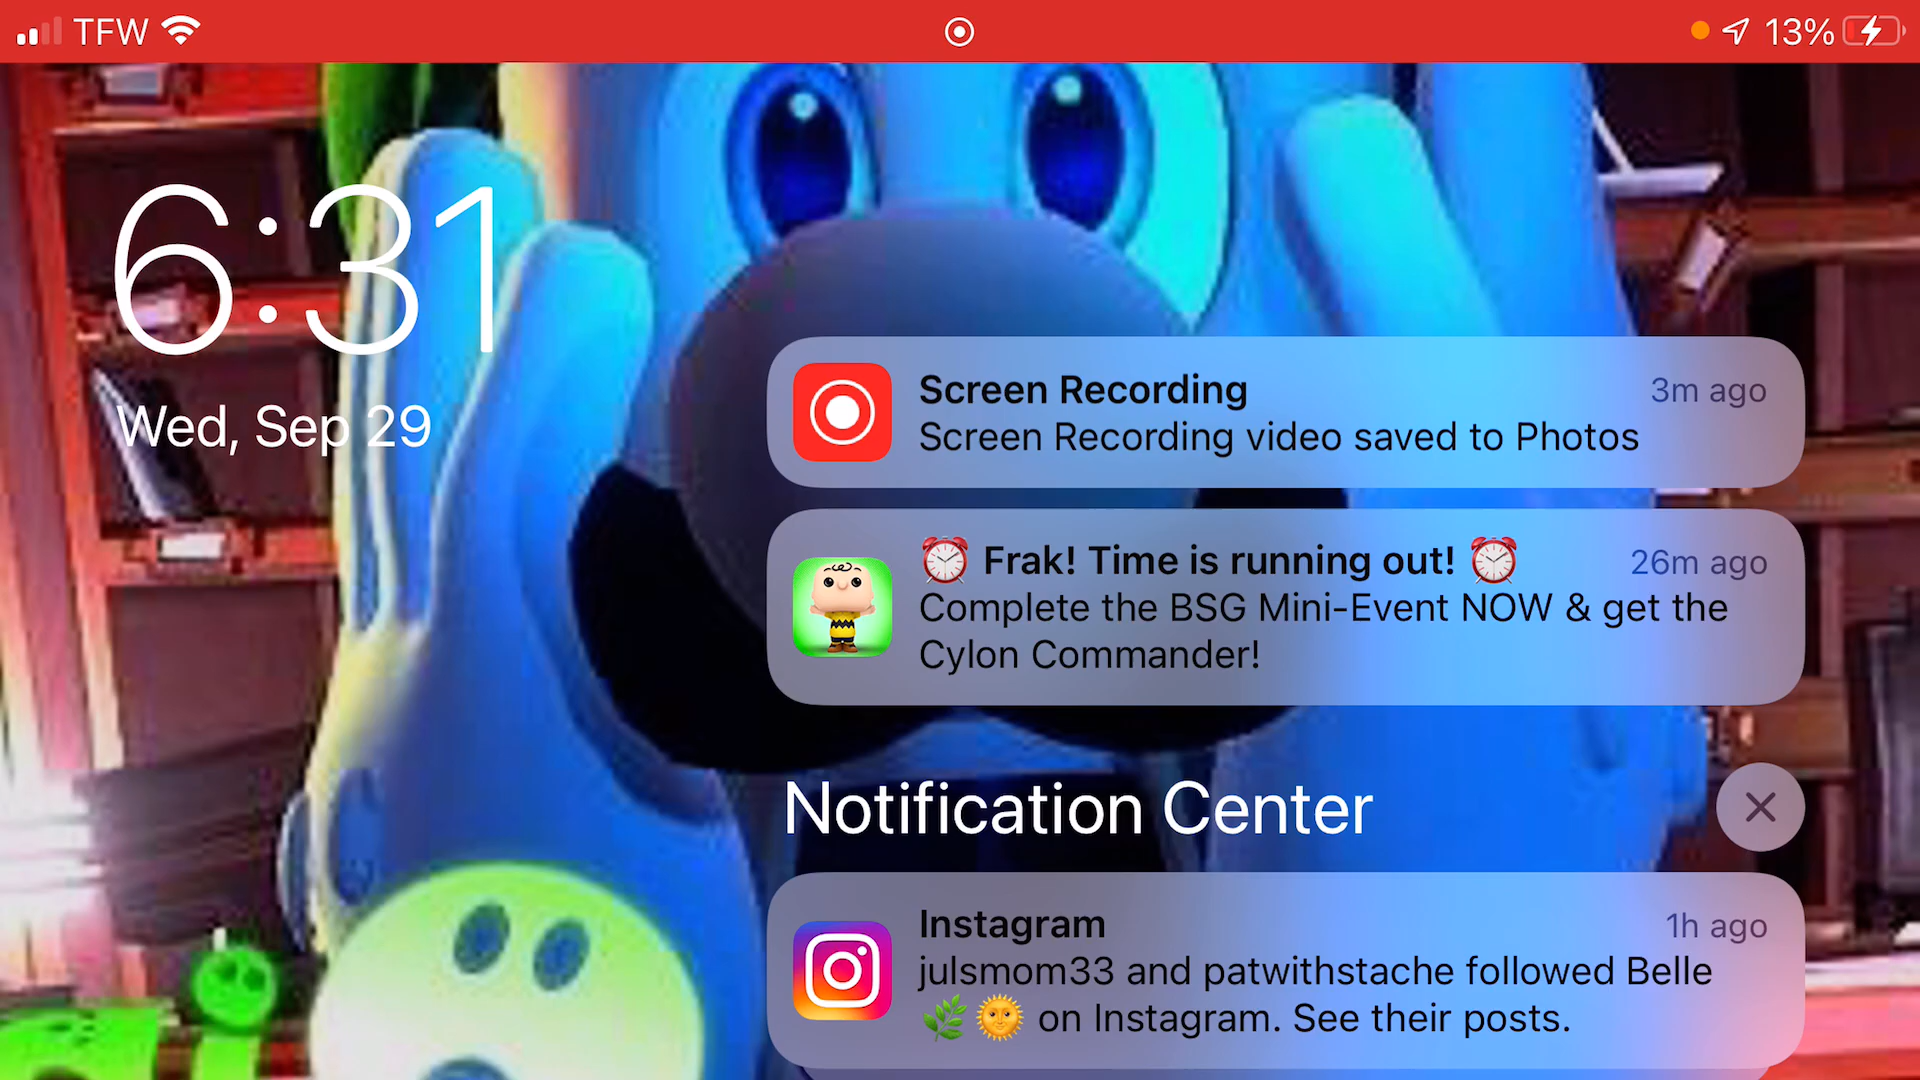 TFW
13%
6:31
Wed, Sep 29
Screen Recording
3m ago
Screen Recording video saved to Photos
⏰ Frak! Time is running out! ⏰
26m ago
Complete the BSG Mini-Event NOW & get the
Cylon Commander!
Notification Center
Instagram
1h ago
julsmom33 and patwithstache followed Belle
🌿🌞 on Instagram. See their posts.